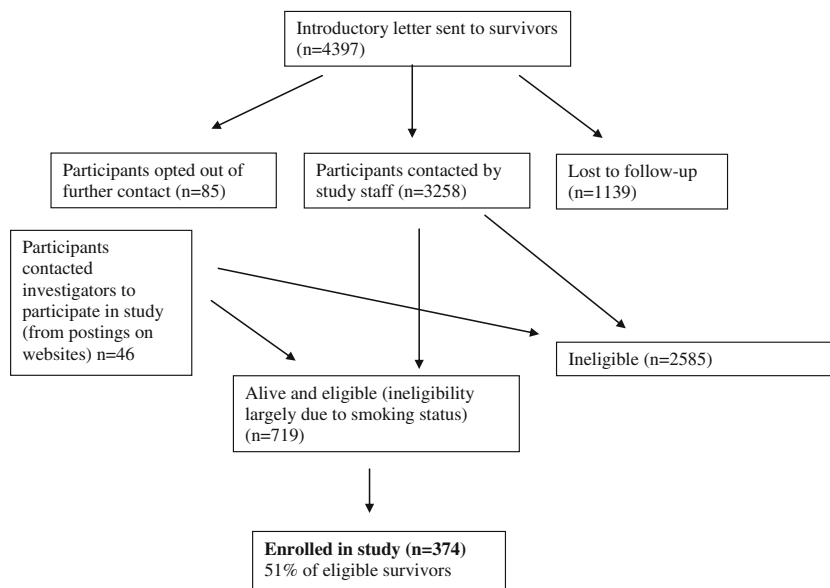 Introductory letter sent to survivors
(n=4397)
Participants opted out of
further contact (n=85)
Participants contacted by
study staff (n=3258)
Lost to follow-up
(n=1139)
Participants
contacted
investigators to
participate in study
(from postings on
websites) n=46
Ineligible (n=2585)
Alive and eligible (ineligibility
largely due to smoking status)
(n=719)
Enrolled in study (n=374)
51% of eligible survivors